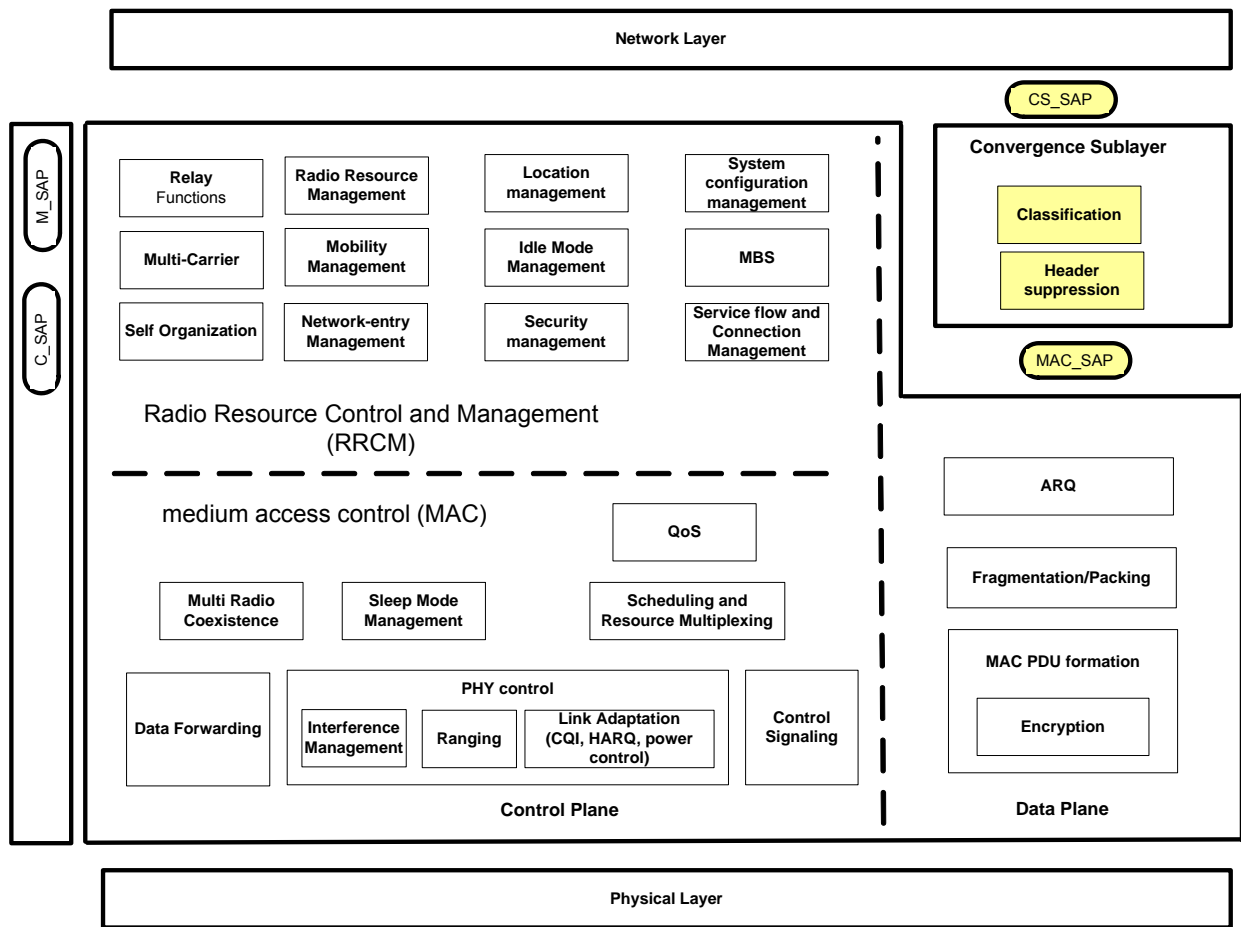 Network Layer
CS_SAP
M_SAP
C_SAP
Relay
Functions
Radio Resource
Management
Location
management
System
configuration
management
Multi-Carrier
Mobility
Management
Idle Mode
Management
MBS
Self Organization
Network-entry
Management
Security
management
Service flow and
Connection
Management
Convergence Sublayer
Classification
Header
suppression
MAC_SAP
Radio Resource Control and Management
(RRCM)
medium access control (MAC)
QoS
Multi Radio
Coexistence
Sleep Mode
Management
Scheduling and
Resource Multiplexing
Data Forwarding
PHY control
Interference
Management
Ranging
Link Adaptation
(CQI, HARQ, power
control)
Control
Signaling
Control Plane
ARQ
Fragmentation/Packing
MAC PDU formation
Encryption
Data Plane
Physical Layer